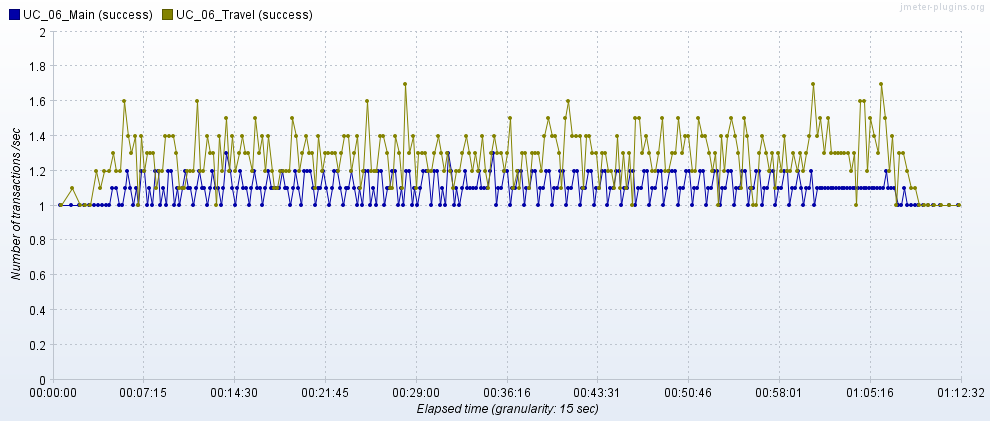 UC_06_Main (success) UC_06_Travel (success)
jmeter-plugins.org
Number of transactions/sec
2
1.8
1.6
1.4
1.2
1
0.8
0.6
0.4
0.2
0
00:00:00 00:07:15 00:14:30 00:21:45 00:29:00 00:36:16 00:43:31 00:50:46 00:58:01 01:05:16 01:12:32
Elapsed time (granularity: 15 sec)